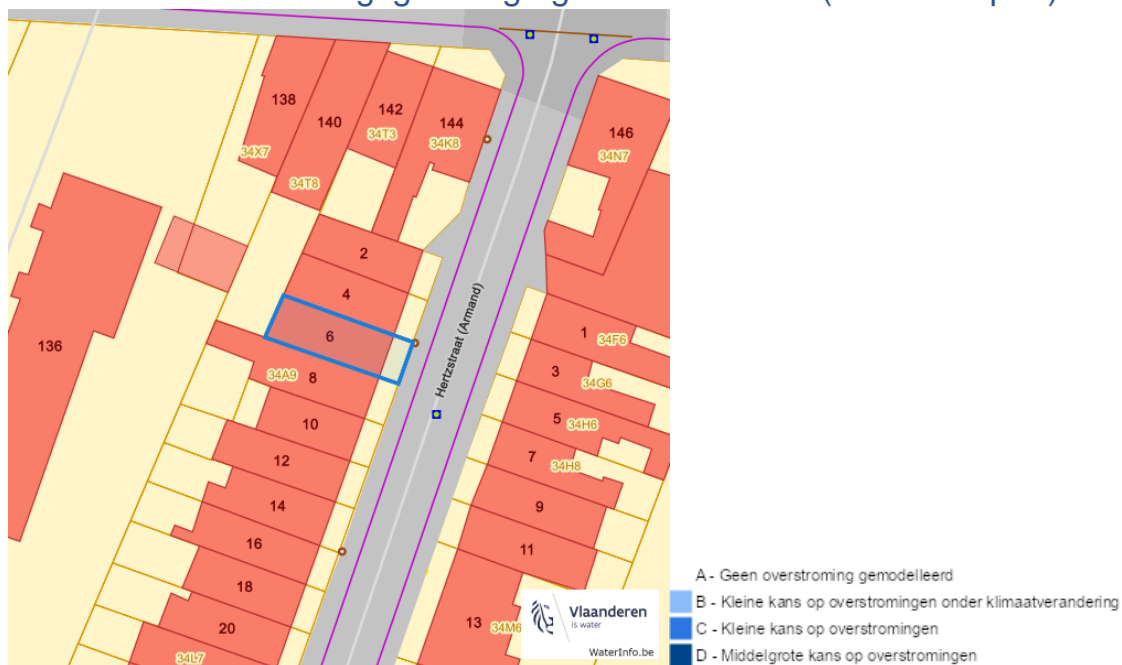 138
140
142
144
146
34X7
34T8
34T3
34K8
34N7
2
4
6
8
10
12
14
16
18
20
136
34A9
34L7
Hertzstraat (Armand)
1
34F6
3
34G6
5
34H6
7
34H8
9
11
13
34M6
Vlaanderen
is water
WaterInfo.be
A - Geen overstroming gemodelleerd
B - Kleine kans op overstromingen onder klimaatverandering
C - Kleine kans op overstromingen
D - Middelgrote kans op overstromingen